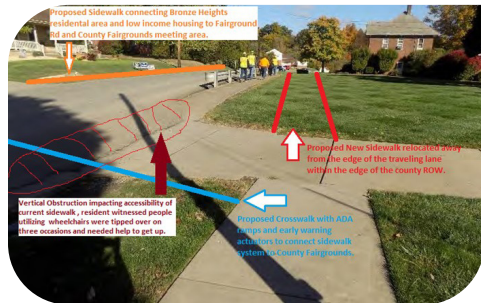 Proposed Sidewalk connecting Bronze Heights
residental area and low income housing to Fairground
Rd and County Fairgrounds meeting area.
Proposed New Sidewalk relocated away
from the edge of the traveling lane
within the edge of the county ROW.
Vertical Obstruction impacting accessibility of
current sidewalk , resident witnessed people
utilizing wheelchairs were tipped over on
three occasions and needed help to get up.
Proposed Crosswalk with ADA
ramps and early warning
actuators to connect sidewalk
system to County Fairgrounds.